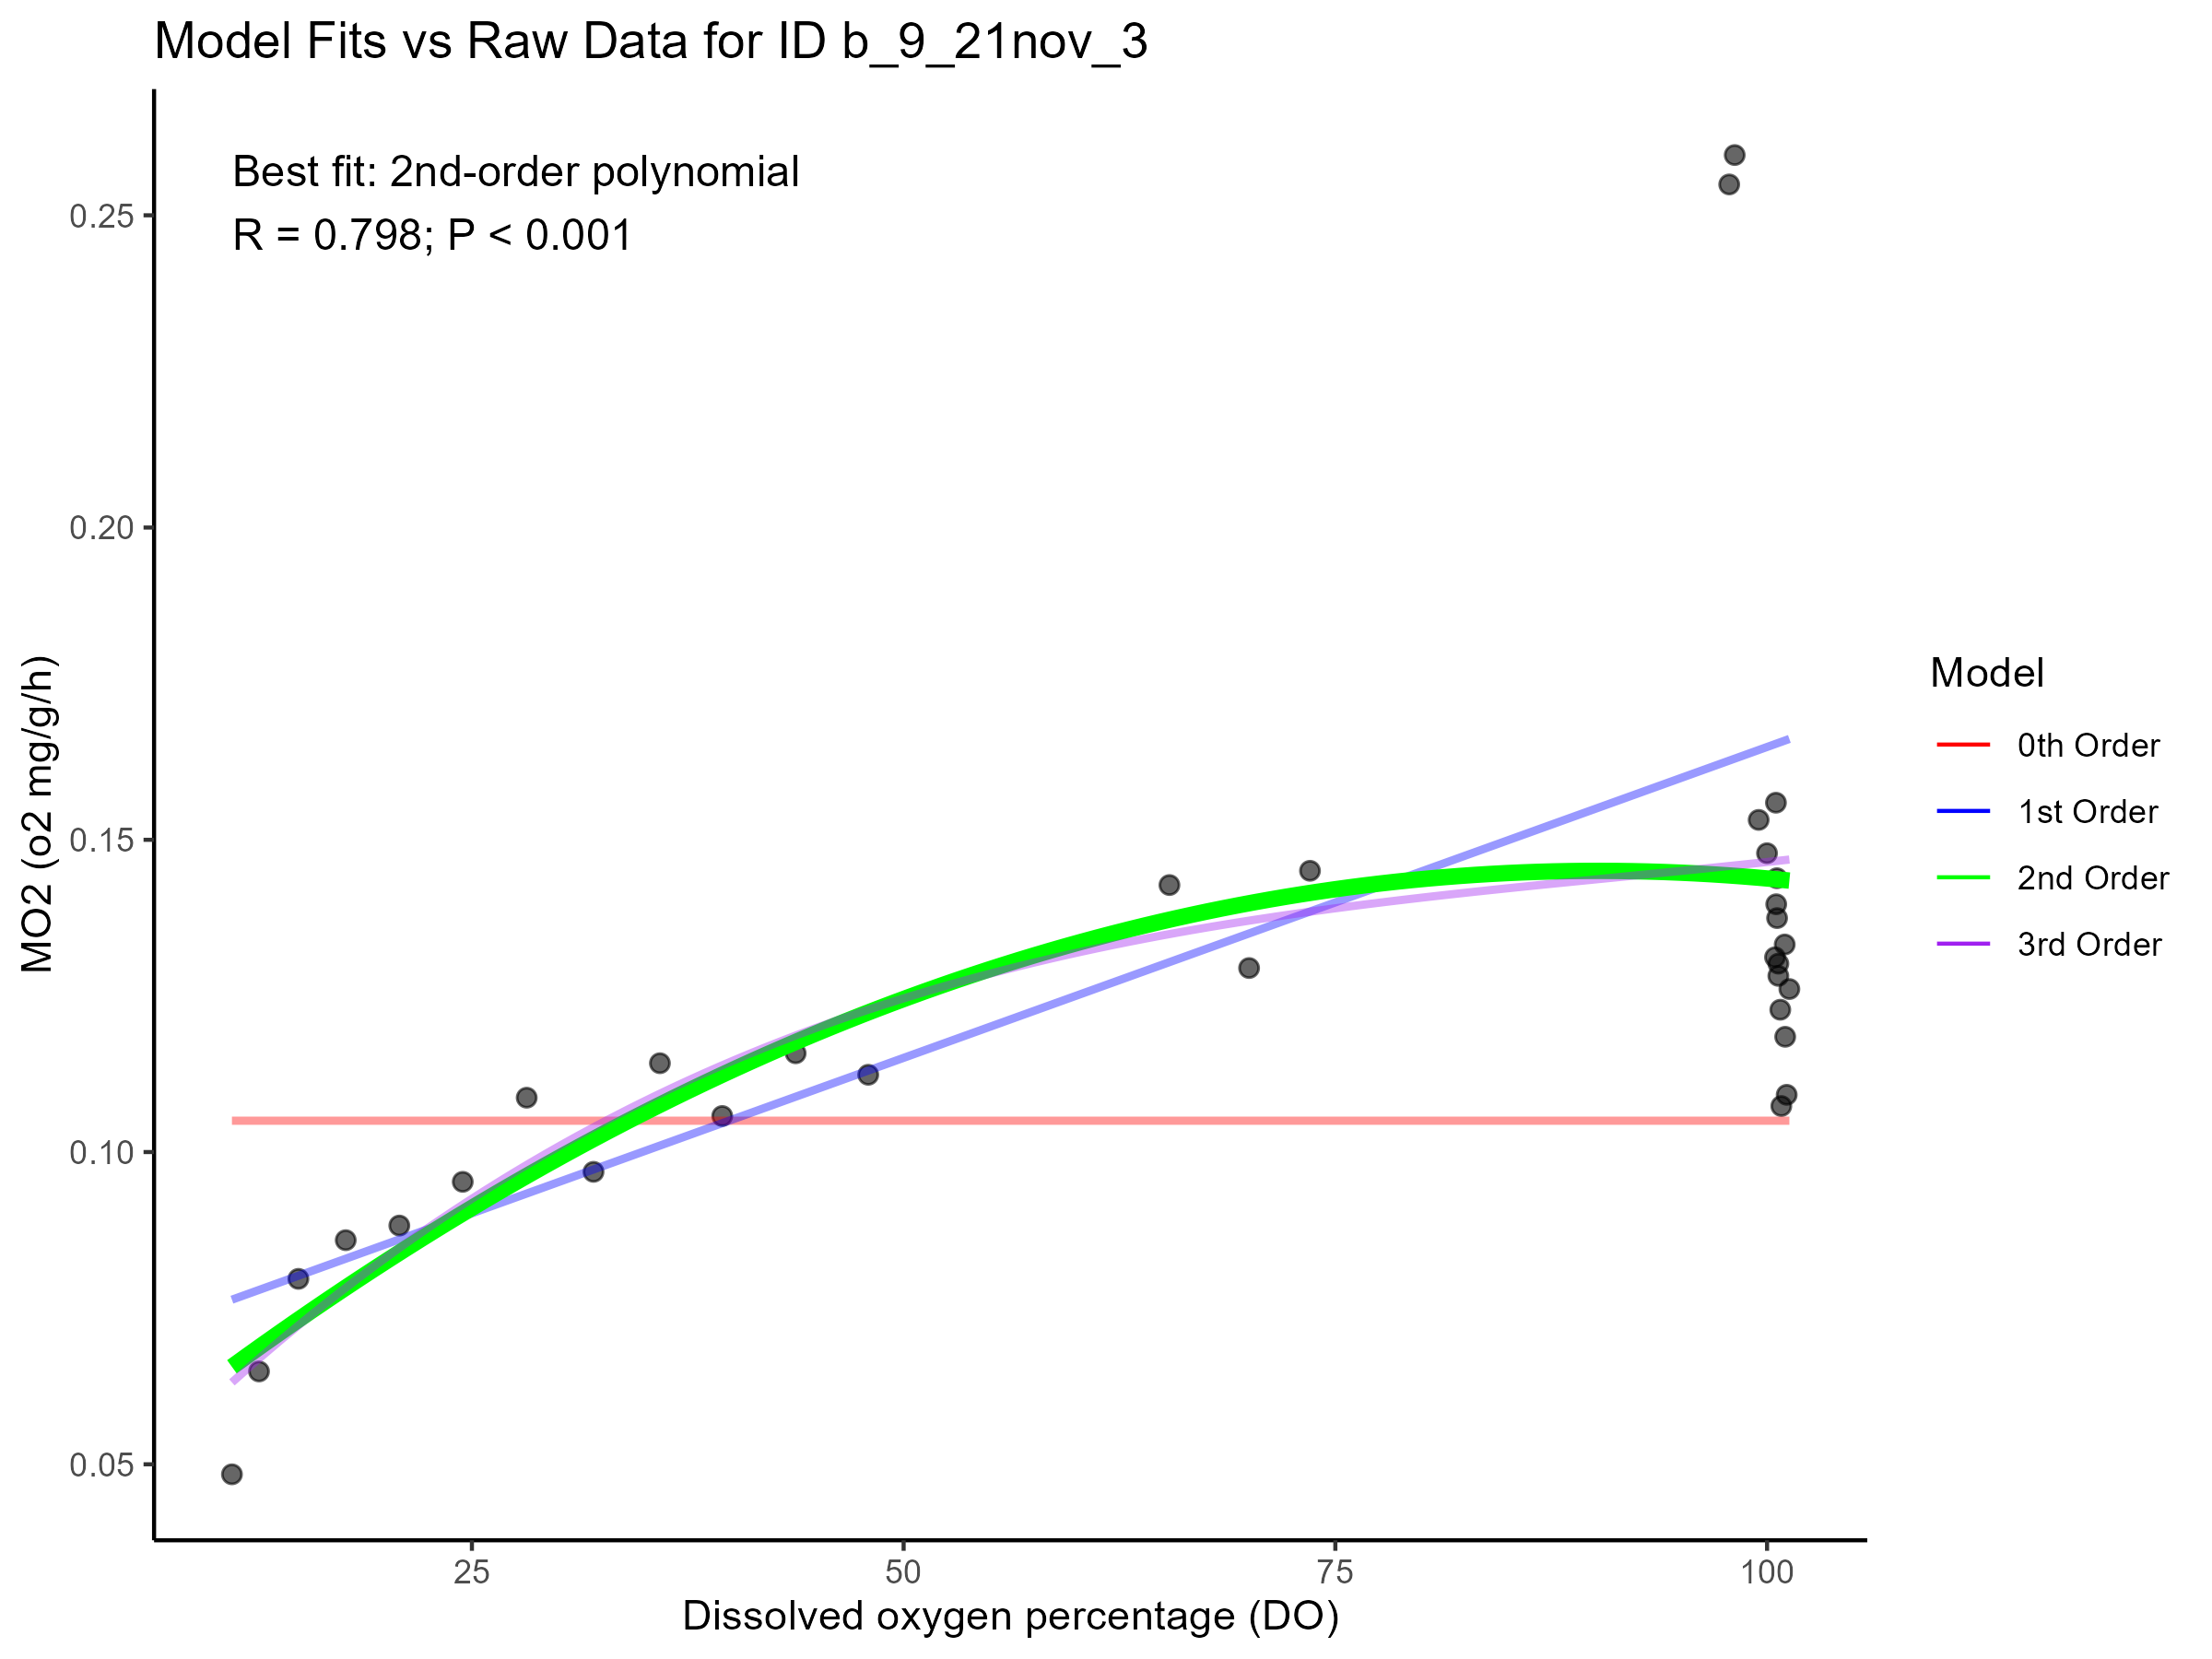 Model Fits vs Raw Data for ID b_9_21nov_3
Best fit: 2nd-order polynomial
R = 0.798; P < 0.001
0.25
0.20
0.15
0.10
0.05
MO2 (o2 mg/g/h)
25
50
75
100
Dissolved oxygen percentage (DO)
Model
0th Order
1st Order
2nd Order
3rd Order